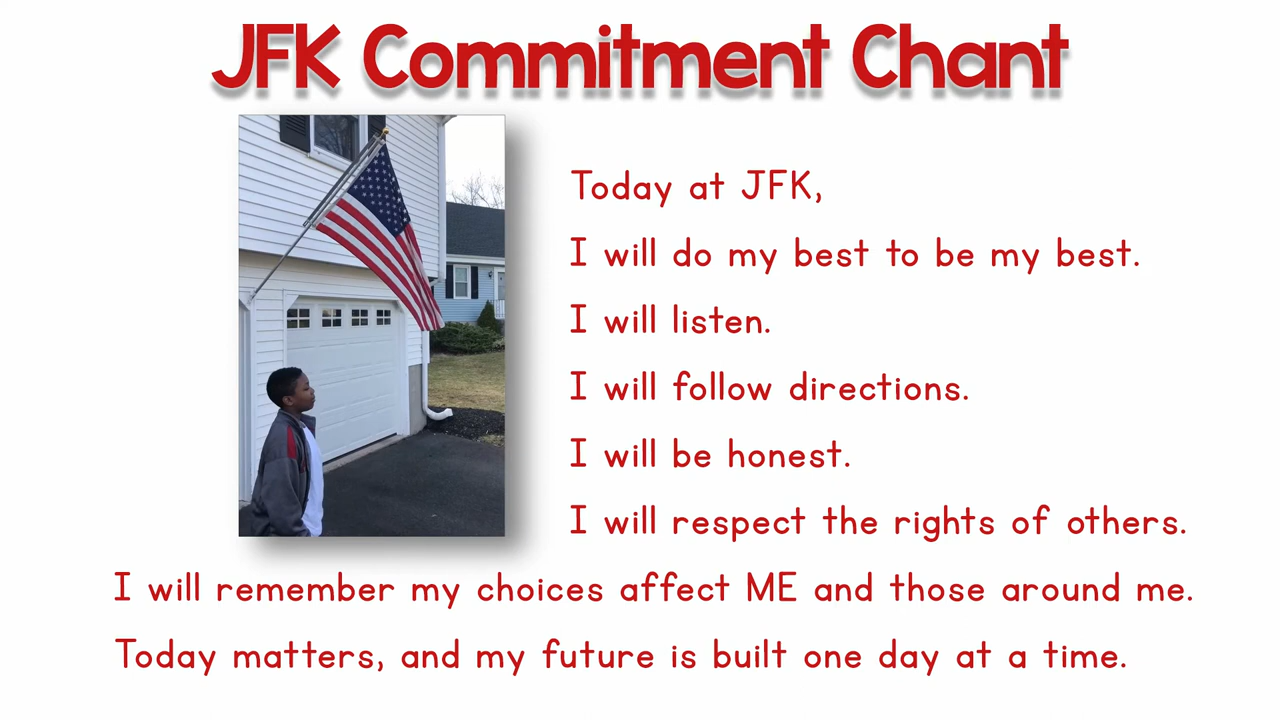 JFK Commitment Chant
Today at JFK,
I will do my best to be my best.
I will listen.
I will follow directions.
I will be honest.
I will respect the rights of others.
I will remember my choices affect ME and those around me.
Today matters, and my future is built one day at a time.